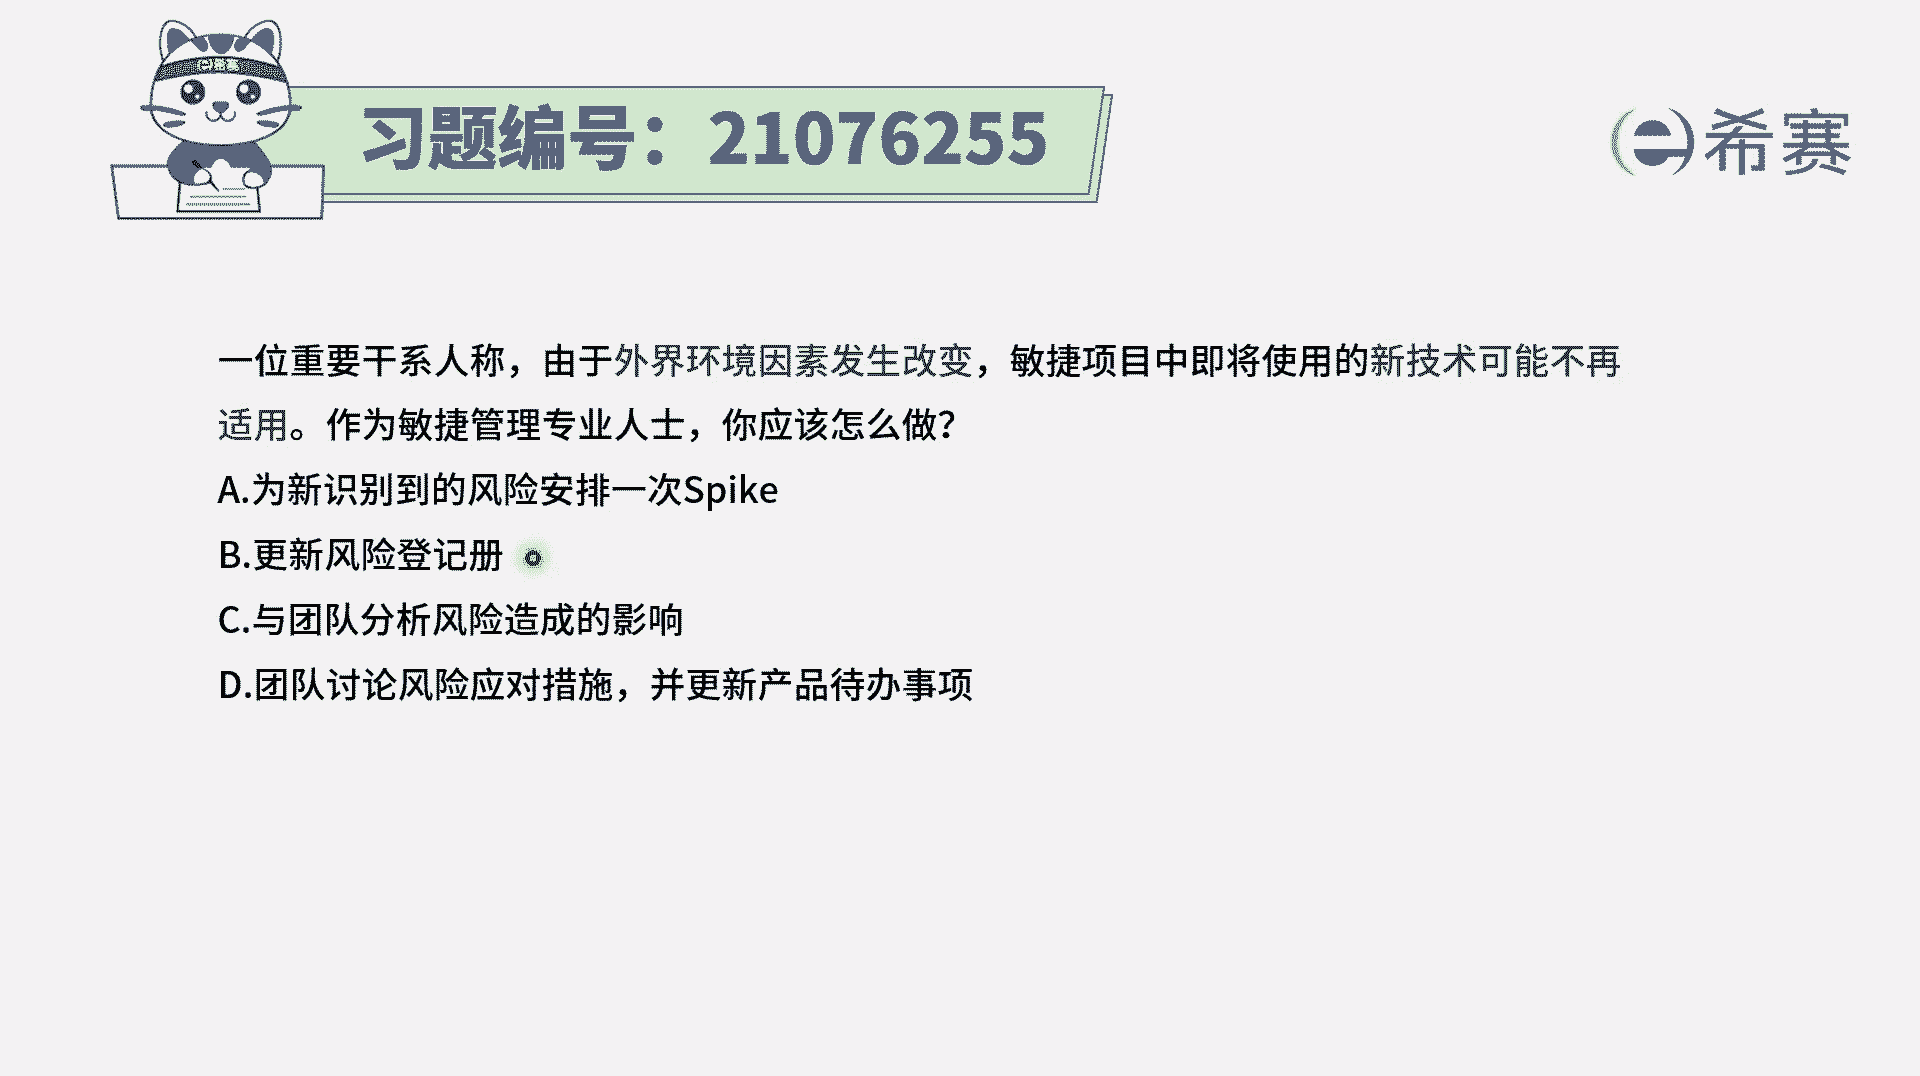 习题编号：21076255
e希赛
一位重要干系人称，由于外界环境因素发生改变，敏捷项目中即将使用的新技术可能不再
适用。作为敏捷管理专业人士，你应该怎么做？
A.为新识别到的风险安排一次Spike
B.更新风险登记册
C.与团队分析风险造成的影响
D.团队讨论风险应对措施，并更新产品待办事项